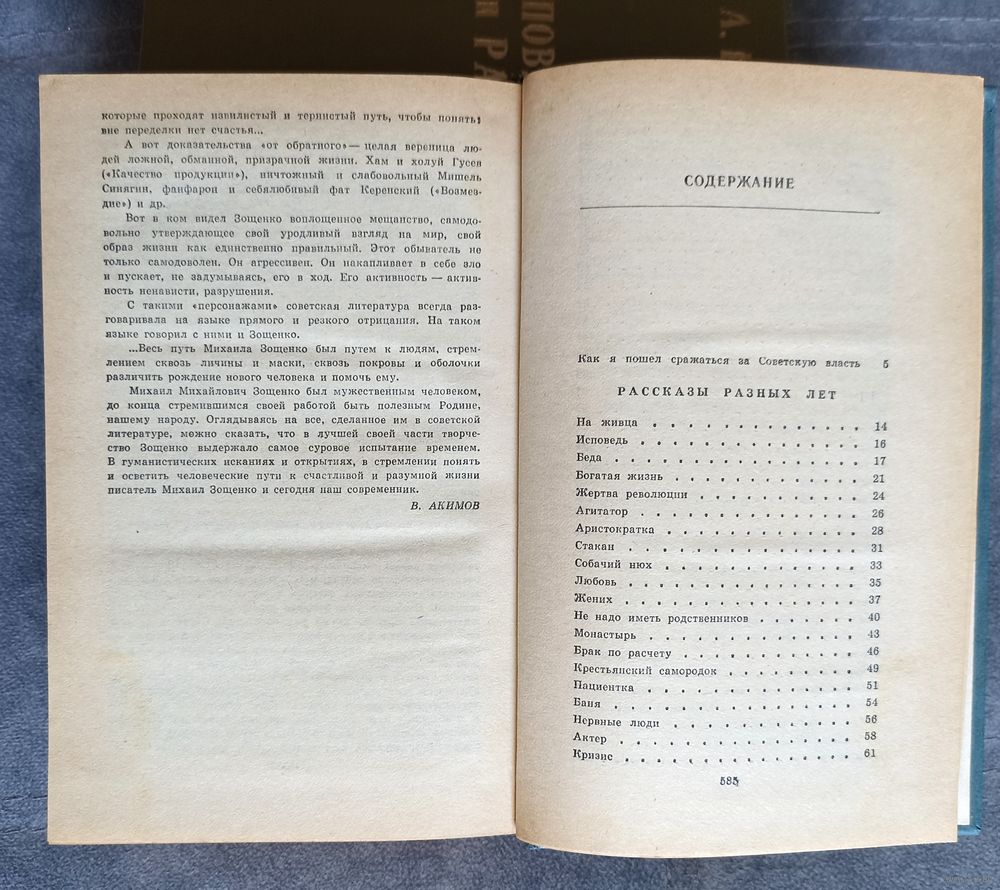 А.
ПОВ
И РА
которые проходят извилистый и тернистый путь, чтобы понять;
вне переделки нет счастья...
А вот доказательства «от обратного» — целая вереница лю-
дей ложной, обманной, призрачной жизни. Хам и холуй Гусев
(«Качество продукции»), ничтожный и слабовольный Мишель
Синягин, фанфарон и себялюбивый фат Керенский («Возмез-
дие») и др.
Вот в ком видел Зощенко воплощенное мещанство, самодо-
вольно утверждающее свой уродливый взгляд на мир, свой
образ жизни как единственно правильный. Этот обыватель не
только самодоволен. Он агрессивен. Он накапливает в себе зло
и пускает, не задумываясь, его в ход. Его активность — актив-
ность ненависти, разрушения.
С такими «персонажами» советская литература всегда раз-
говаривала на языке прямого и резкого отрицания. На таком
языке говорил с ними и Зощенко.
...Весь путь Михаила Зощенко был путем к людям, стрем-
лением сквозь личины и маски, сквозь покровы и оболочки
различить рождение нового человека и помочь ему.
Михаил Михайлович Зощенко был мужественным человеком,
до конца стремившимся своей работой быть полезным Родине,
нашему народу. Оглядываясь на все, сделанное им в советской
литературе, можно сказать, что в лучшей своей части творче-
ство Зощенко выдержало самое суровое испытание временем.
В гуманистических исканиях и открытиях, в стремлении понять
и осветить человеческие пути к счастливой и разумной жизни
писатель Михаил Зощенко и сегодня наш современник.
В. АКИМОВ
СОДЕРЖАНИЕ
Как я пошел сражаться за Советскую власть 5
РАССКАЗЫ РАЗНЫХ ЛЕТ
На живца . . . . . . . . . . . . 14
Исповедь . . . . . . . . . . . . 16
Беда . . . . . . . . . . . . . . 17
Богатая жизнь . . . . . . . . . . 21
Жертва революции . . . . . . . . . 24
Агитатор . . . . . . . . . . . . 26
Аристократка . . . . . . . . . . . 28
Стакан . . . . . . . . . . . . . 31
Собачий нюх . . . . . . . . . . . 33
Любовь . . . . . . . . . . . . . 35
Жених . . . . . . . . . . . . . 37
Не надо иметь родственников . . . . . . 40
Монастырь . . . . . . . . . . . . 43
Брак по расчету . . . . . . . . . . 46
Крестьянский самородок . . . . . . . 49
Пациентка . . . . . . . . . . . . 51
Баня . . . . . . . . . . . . . . 54
Нервные люди . . . . . . . . . . . 56
Актер . . . . . . . . . . . . . 58
Кризис . . . . . . . . . . . . . 61
585